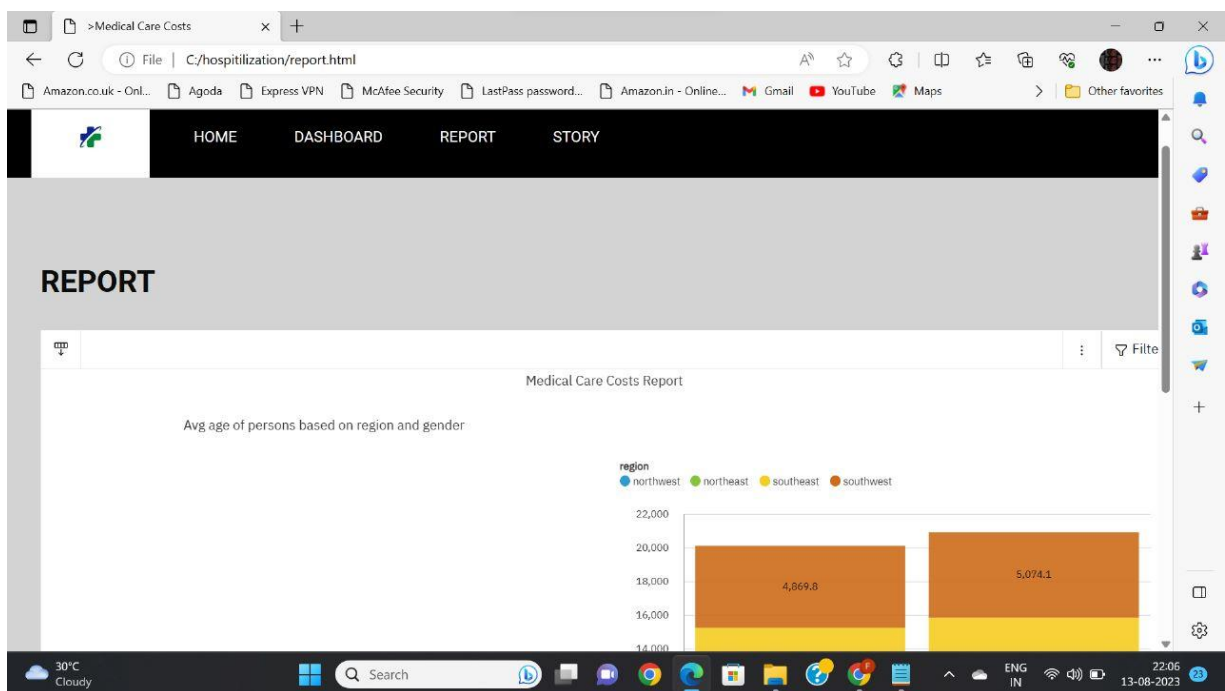 >Medical Care Costs
File | C:/hospitilization/report.html
Amazon.co.uk - Onl... Agoda Express VPN McAfee Security LastPass password... Amazon.in - Online... Gmail YouTube Maps Other favorites
HOME DASHBOARD REPORT STORY
REPORT
Filte
Medical Care Costs Report
Avg age of persons based on region and gender
region
northwest northeast southeast southwest
22,000
20,000
18,000
4,869.8
5,074.1
16,000
14,000
30°C
Cloudy
Search
ENG
IN
22:06
13-08-2023
23